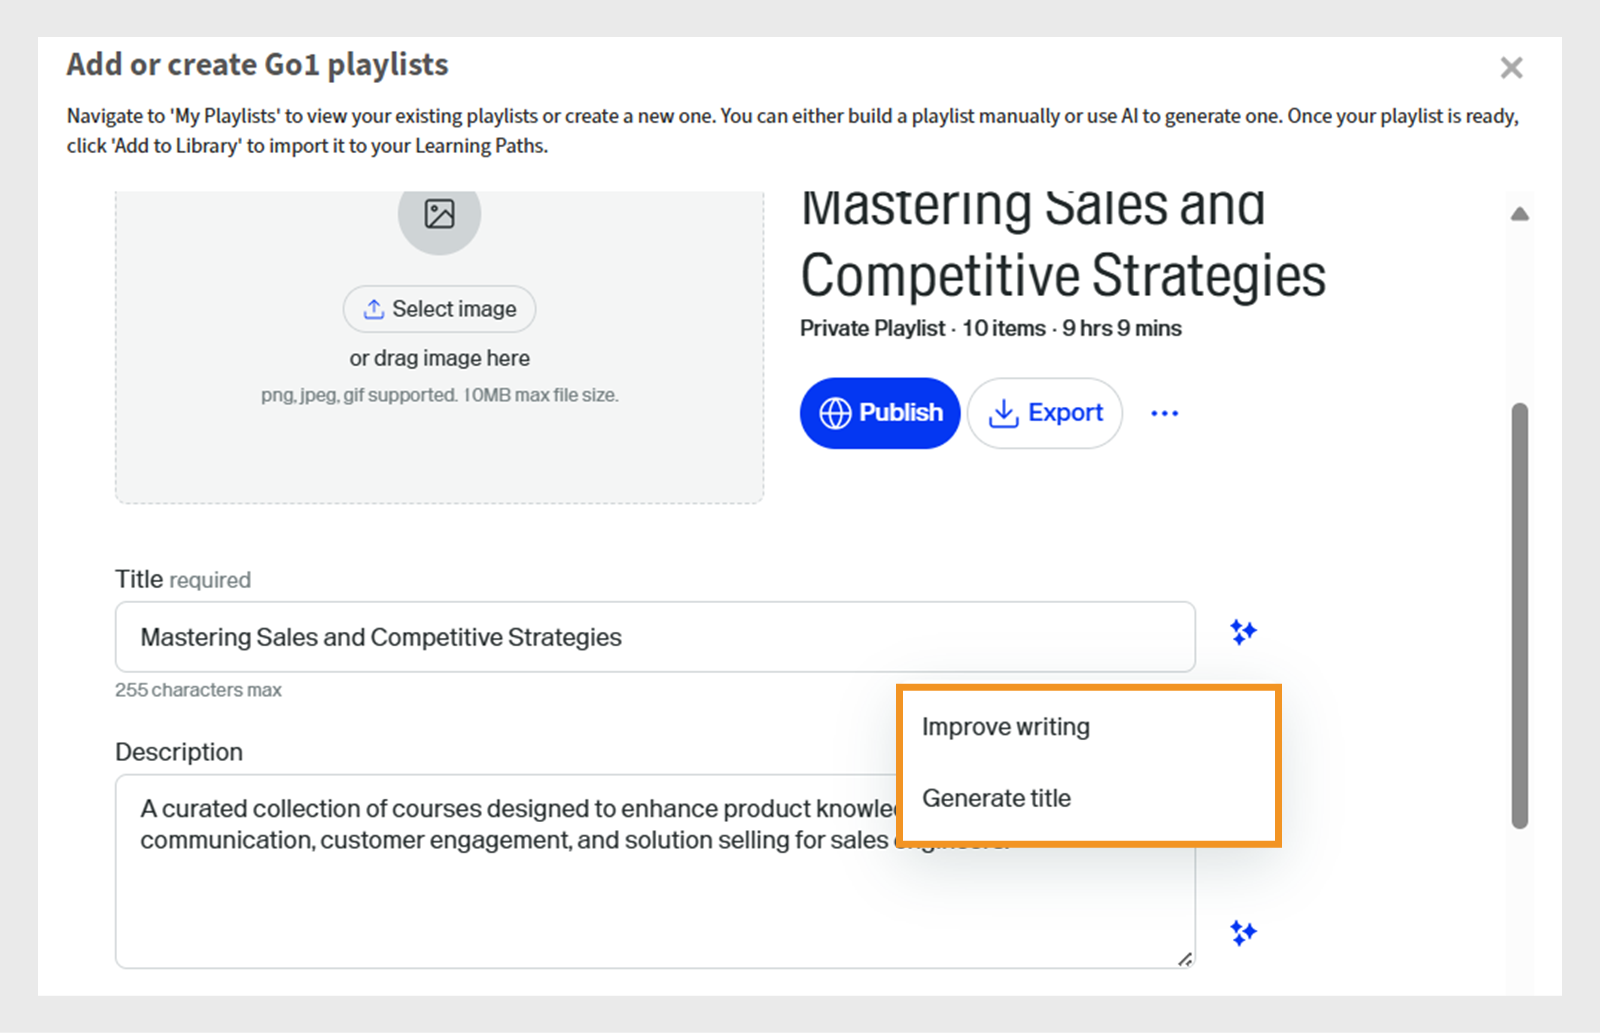 Add or create Go1 playlists
Navigate to 'My Playlists' to view your existing playlists or create a new one. You can either build a playlist manually or use AI to generate one. Once your playlist is ready,
click 'Add to Library' to import it to your Learning Paths.
Mastering Sales and
Competitive Strategies
Private Playlist · 10 items · 9 hrs 9 mins
Select image
or drag image here
png, jpeg, gif supported. 10MB max file size.
Publish
Export
Title required
Mastering Sales and Competitive Strategies
255 characters max
Improve writing
Generate title
Description
A curated collection of courses designed to enhance product
communication, customer engagement, and solution selling for sales